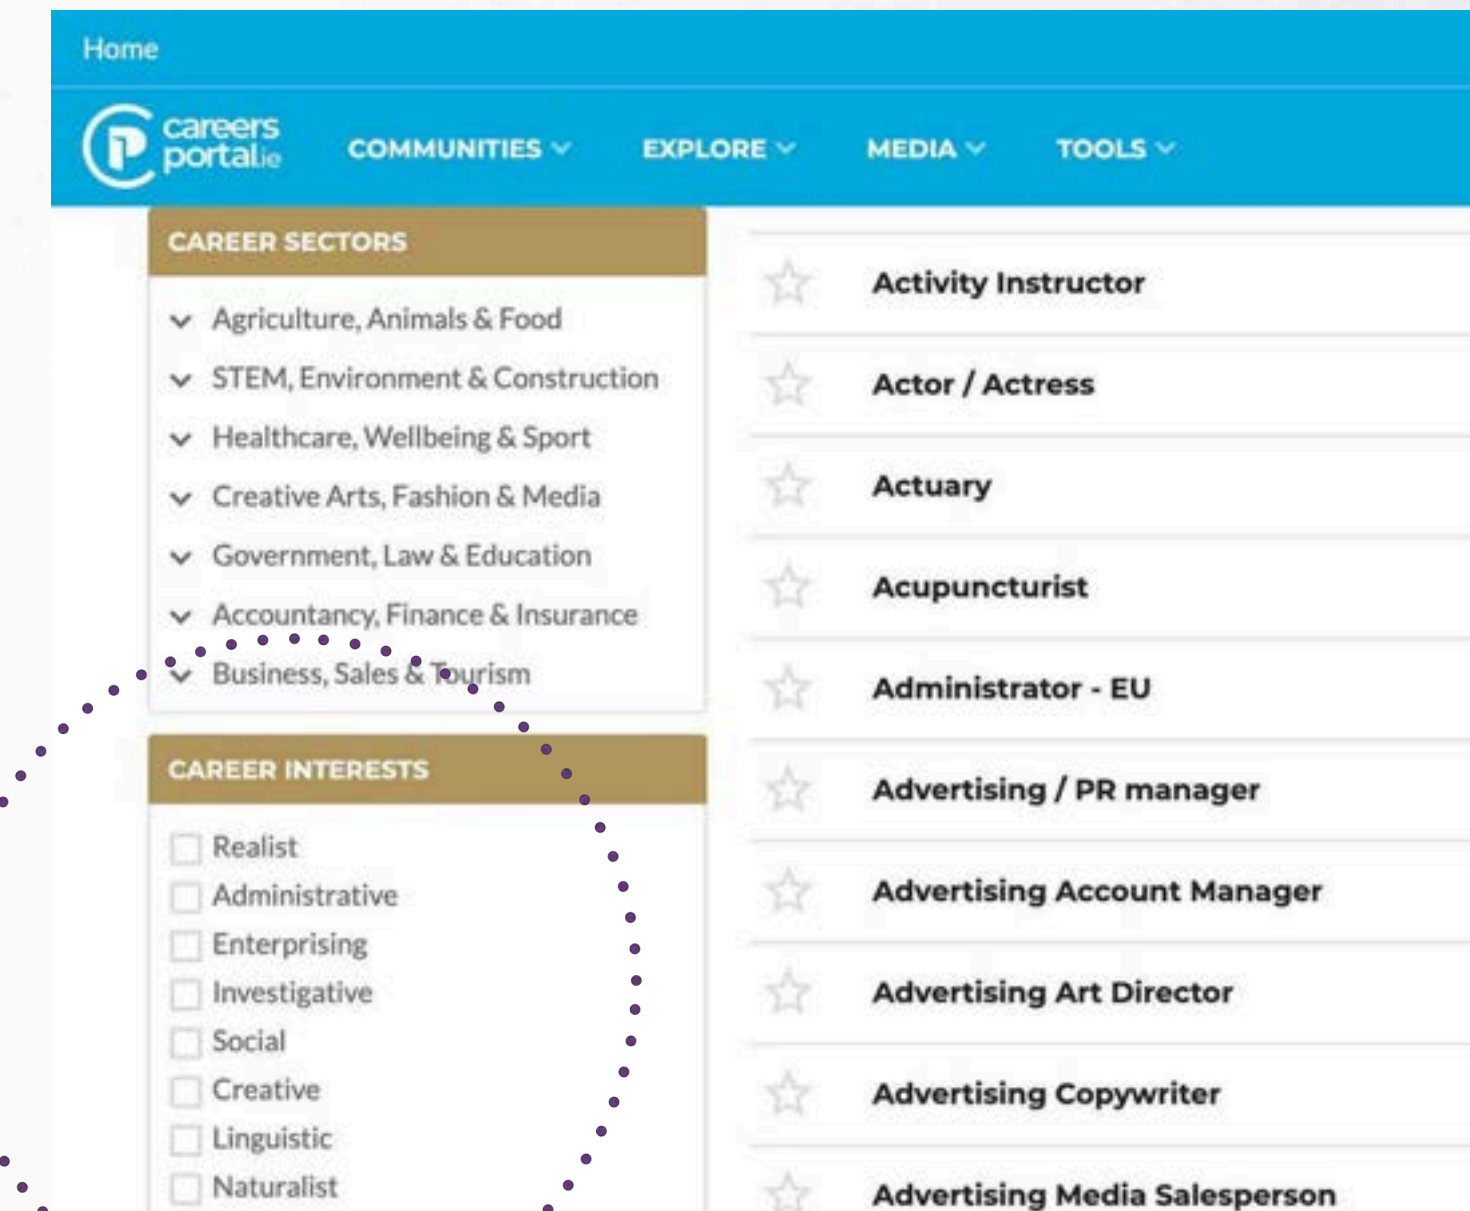 Home
careers
portal.ie
COMMUNITIES
EXPLORE
MEDIA
TOOLS
CAREER SECTORS
Agriculture, Animals & Food
STEM, Environment & Construction
Healthcare, Wellbeing & Sport
Creative Arts, Fashion & Media
Government, Law & Education
Accountancy, Finance & Insurance
Business, Sales & Tourism
CAREER INTERESTS
Realist
Administrative
Enterprising
Investigative
Social
Creative
Linguistic
Naturalist
Activity Instructor
Actor / Actress
Actuary
Acupuncturist
Administrator - EU
Advertising / PR manager
Advertising Account Manager
Advertising Art Director
Advertising Copywriter
Advertising Media Salesperson